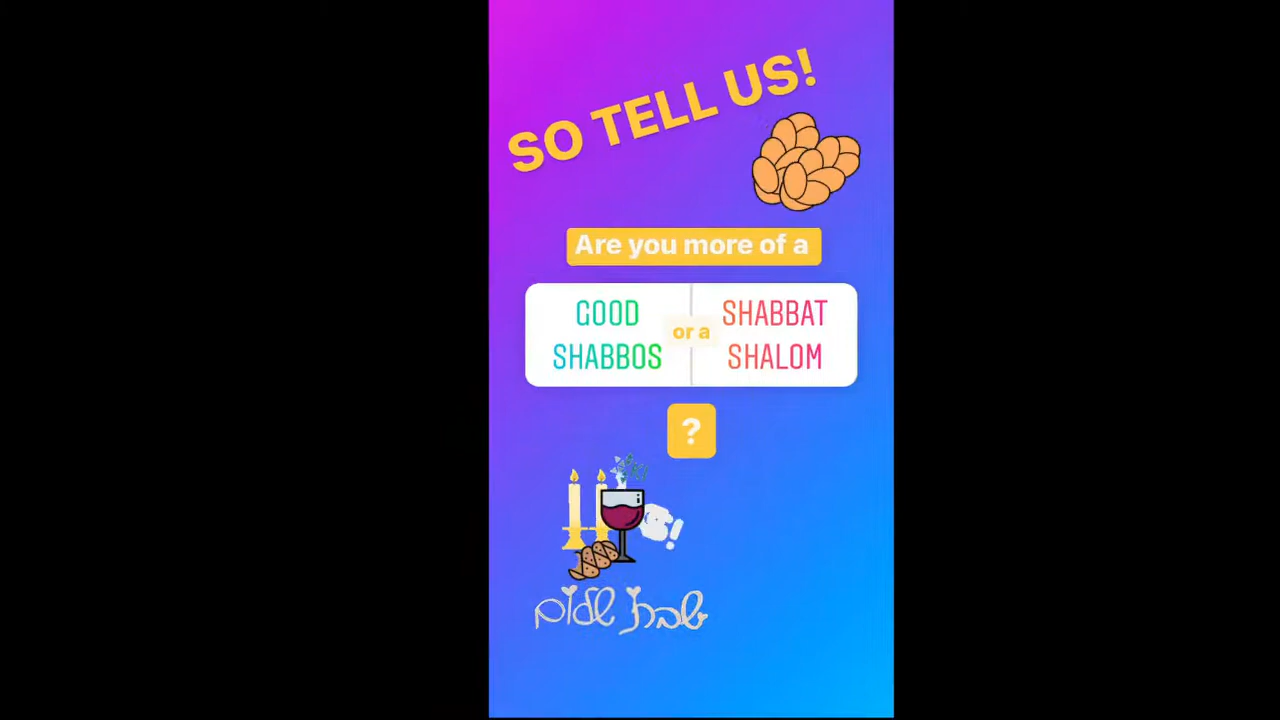 SO TELL US!
Are you more of a
GOOD SHABBOS
or a
SHABBAT SHALOM
?
שבת שלום